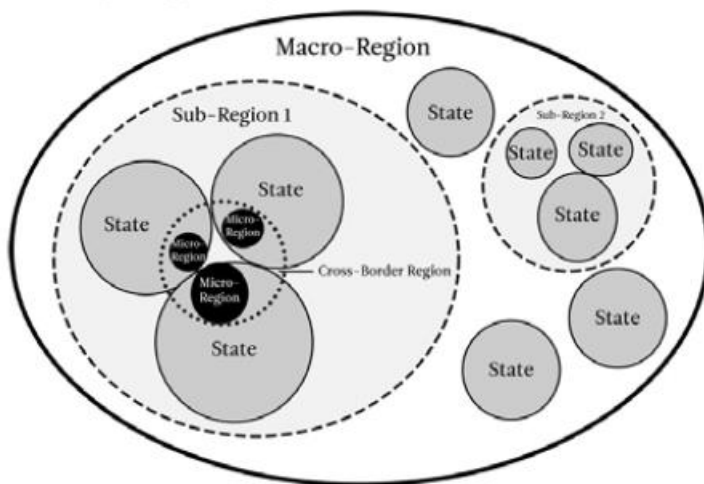 Macro-Region
Sub-Region 1
State
State
Micro-
Region
Micro-
Region
Micro-
Region
State
Cross-Border Region
State
Sub-Region 2
State
State
State
State
State